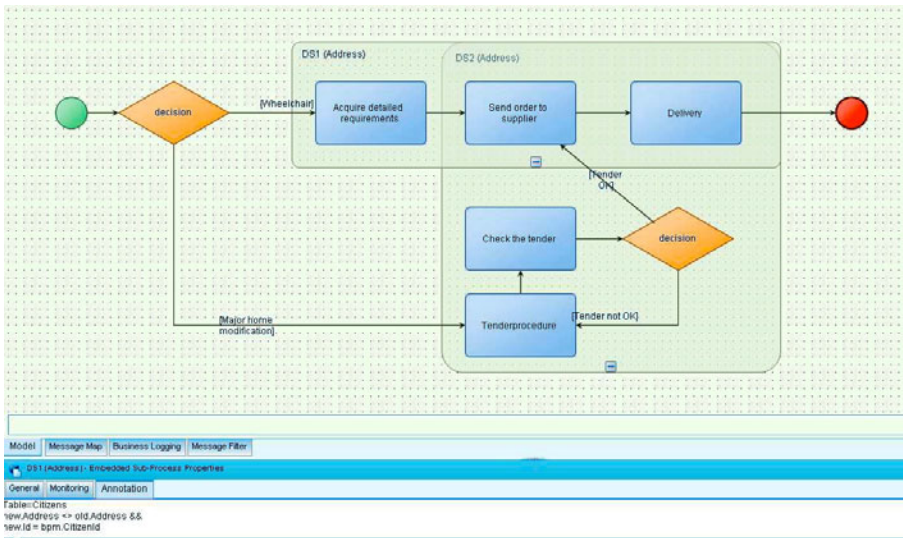 DS1 (Address)
DS2 (Address)
decision
[Wheelchair]
Acquire detailed
requirements
Send order to
supplier
Delivery
[Tender
OK]
Check the tender
decision
[Major home
modification]
Tenderprocedure
[Tender not OK]
Model
Message Map
Business Logging
Message Filter
DS1 (Address) - Embedded Sub-Process Properties
General
Monitoring
Annotation
Table=Citizens
new.Address <> old.Address &&
new.Id = bpm.CitizenId